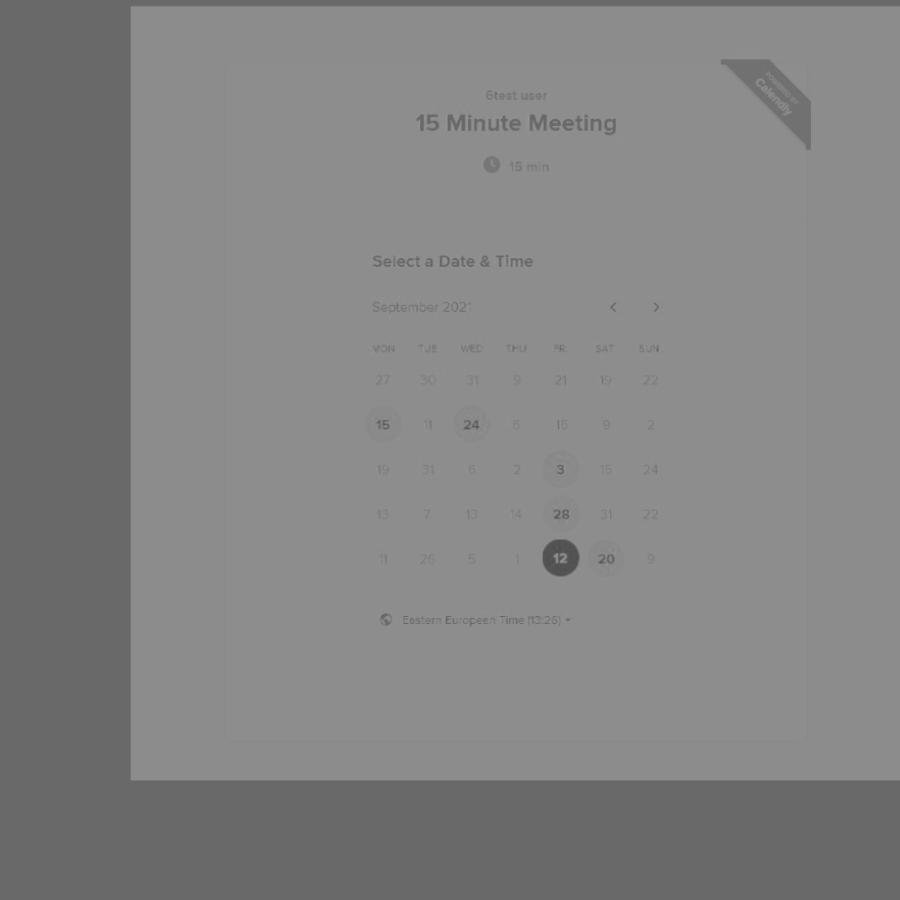 6test user
15 Minute Meeting
15 min
POWERED BY
Calendly
Select a Date & Time
September 2021
MON TUE WED THU FRI SAT SUN
27 30 31 9 21 19 22
15 11 24 6 15 9 2
19 31 6 2 3 15 24
13 7 13 14 28 31 22
11 26 5 1 12 20 9
Eastern European Time (13:26)